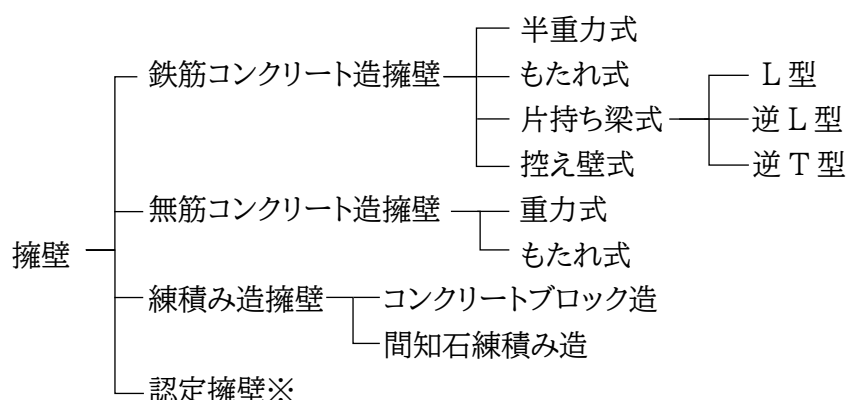 擁壁
鉄筋コンクリート造擁壁
半重力式
もたれ式
片持ち梁式
L型
逆L型
逆T型
控え壁式
無筋コンクリート造擁壁
重力式
もたれ式
練積み造擁壁
コンクリートブロック造
間知石練積み造
認定擁壁※